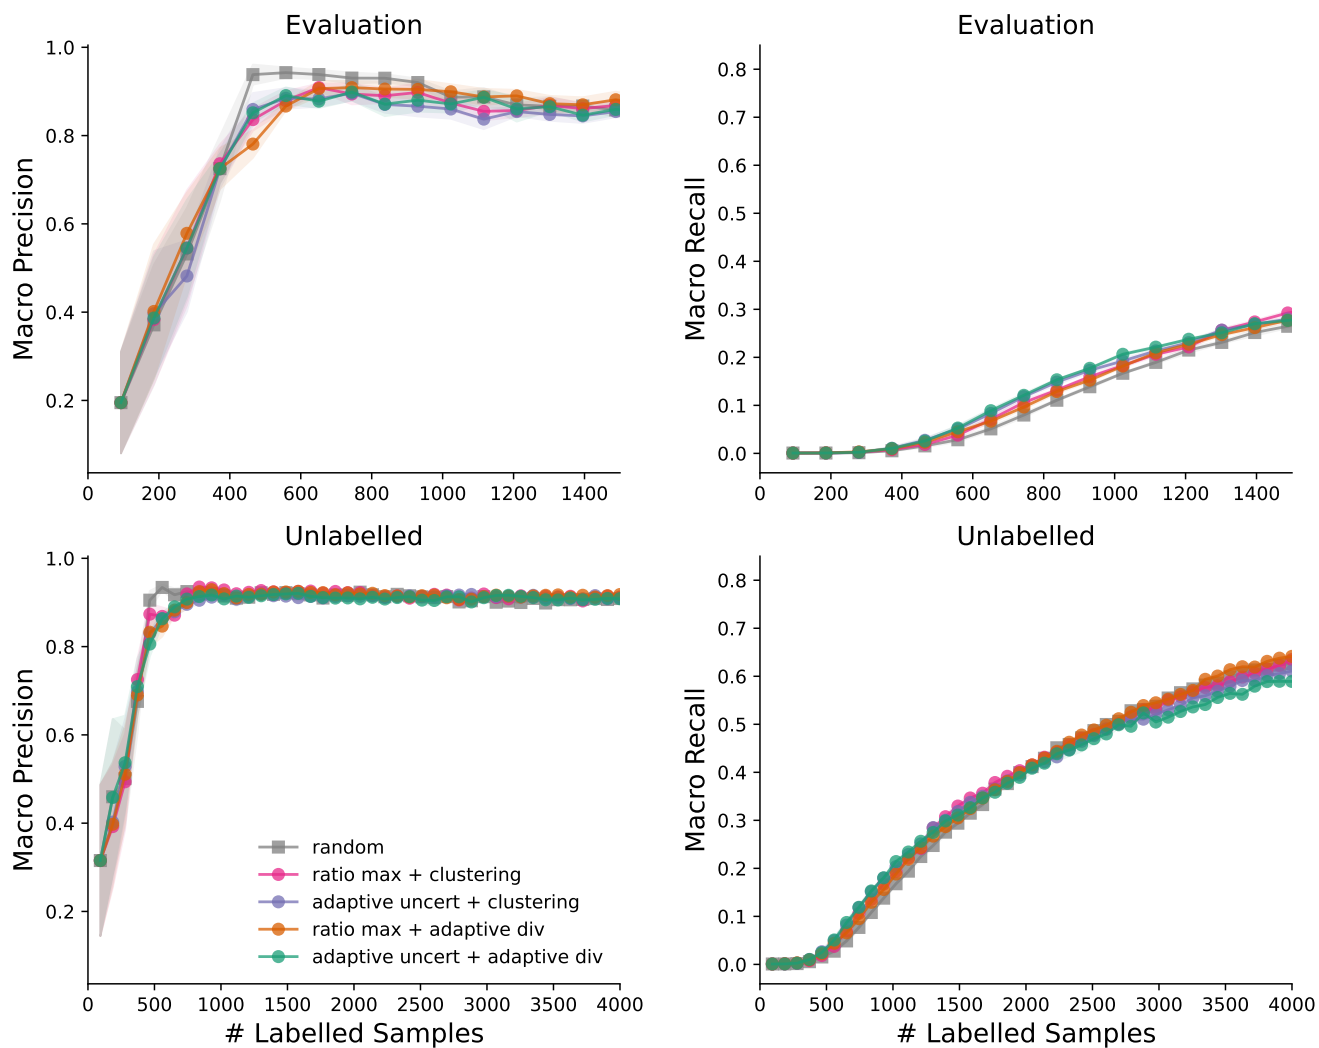 Evaluation
Macro Precision
1.0
0.8
0.6
0.4
0.2
0 200 400 600 800 1000 1200 1400
Evaluation
Macro Recall
0.8
0.7
0.6
0.5
0.4
0.3
0.2
0.1
0.0
0 200 400 600 800 1000 1200 1400
Unlabelled
Macro Precision
1.0
0.8
0.6
0.4
0.2
random
ratio max + clustering
adaptive uncert + clustering
ratio max + adaptive div
adaptive uncert + adaptive div
0 500 1000 1500 2000 2500 3000 3500 4000
# Labelled Samples
Unlabelled
Macro Recall
0.8
0.7
0.6
0.5
0.4
0.3
0.2
0.1
0.0
0 500 1000 1500 2000 2500 3000 3500 4000
# Labelled Samples